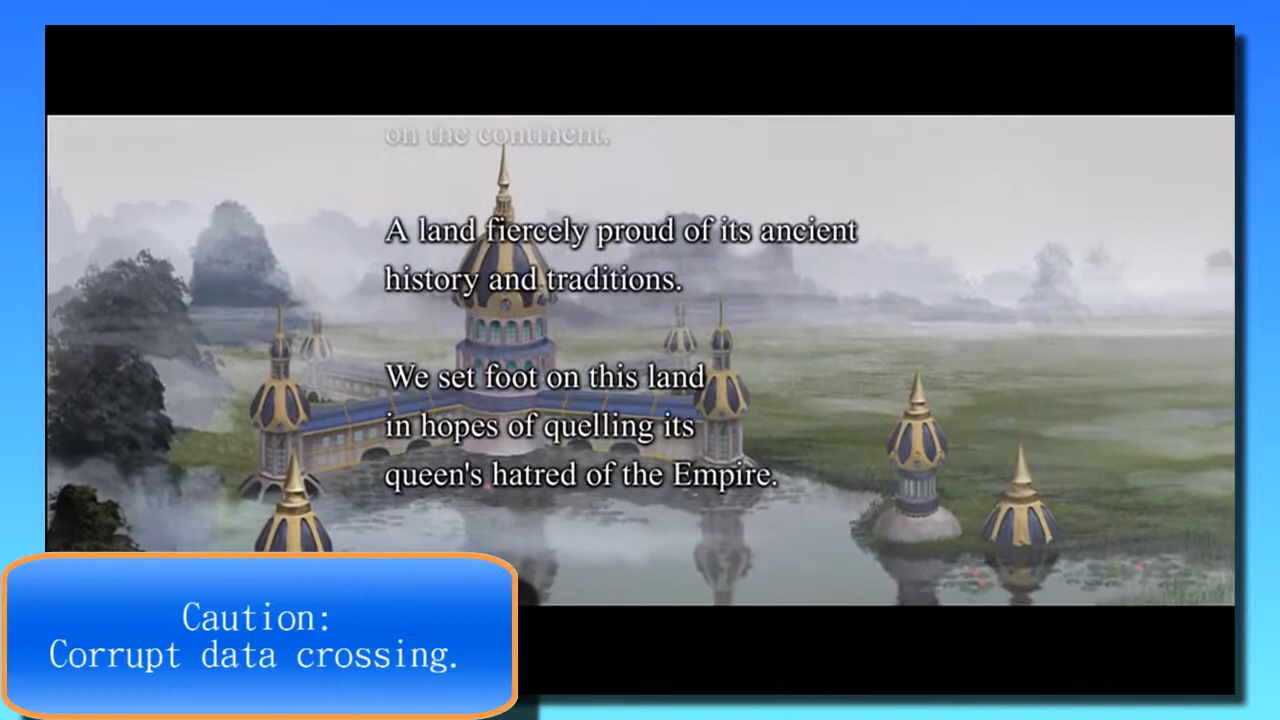 on the continent.
A land fiercely proud of its ancient
history and traditions.
We set foot on this land
in hopes of quelling its
queen's hatred of the Empire.
Caution:
Corrupt data crossing.